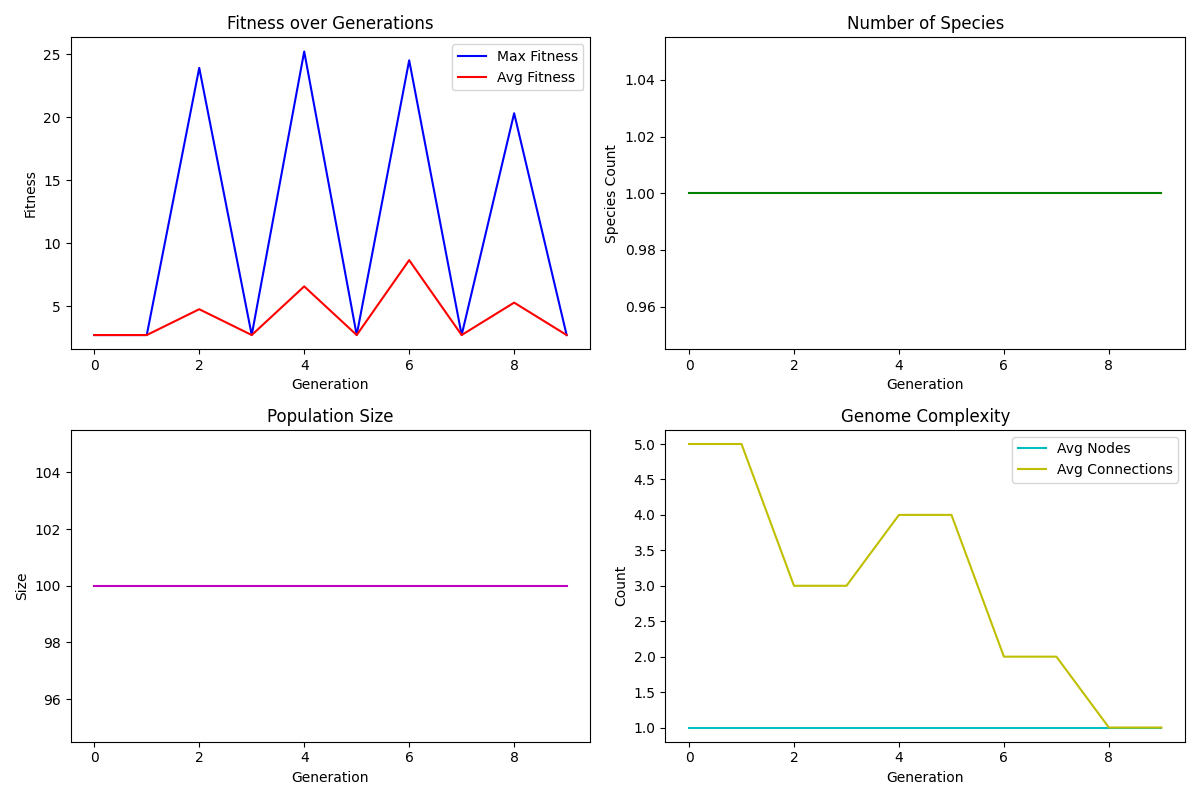 Fitness over Generations
25
20
15
10
5
Fitness
Max Fitness
Avg Fitness
0
2
4
6
8
Generation
Number of Species
1.04
1.02
1.00
0.98
0.96
Species Count
0
2
4
6
8
Generation
Population Size
104
102
100
98
96
Size
0
2
4
6
8
Generation
Genome Complexity
5.0
4.5
4.0
3.5
3.0
2.5
2.0
1.5
1.0
Count
Avg Nodes
Avg Connections
0
2
4
6
8
Generation